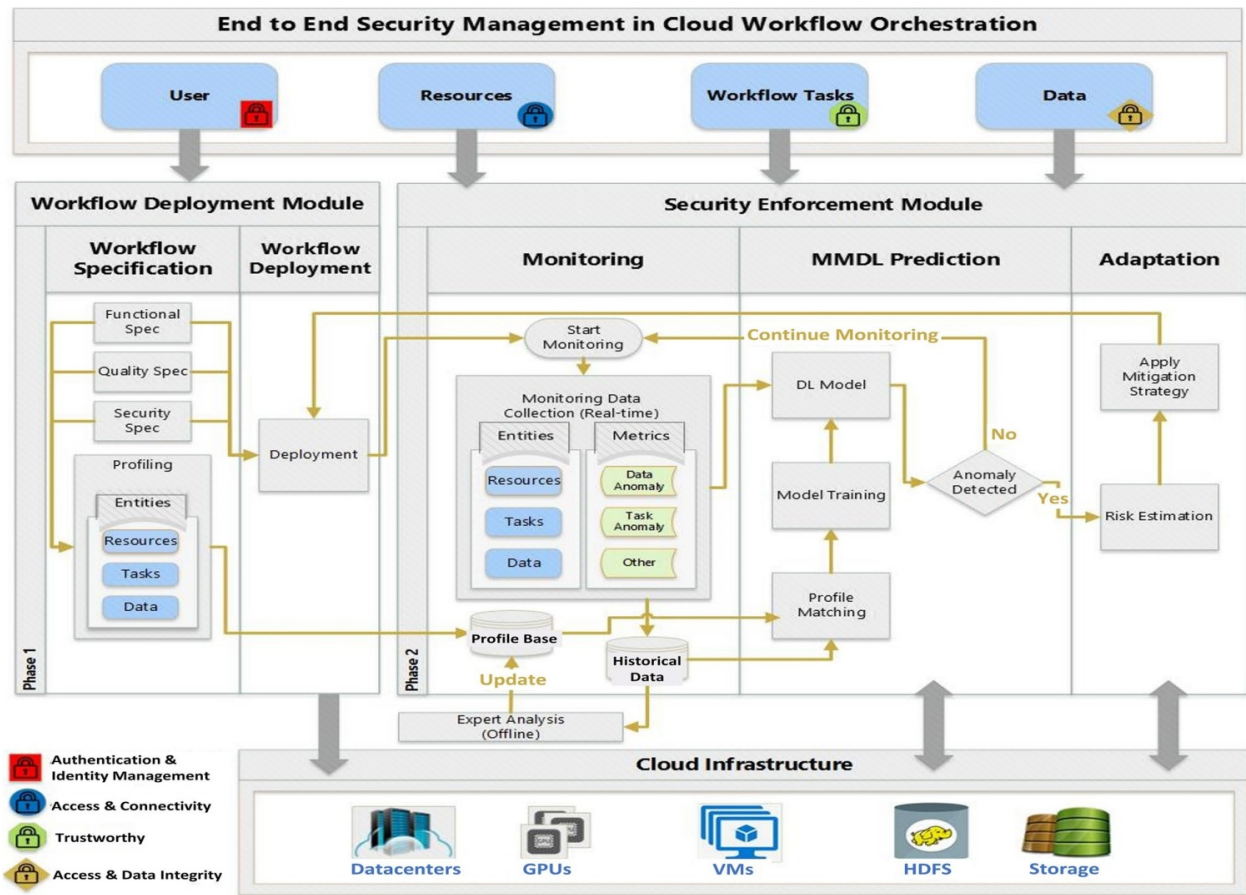 End to End Security Management in Cloud Workflow Orchestration
User
Resources
Workflow Tasks
Data
Workflow Deployment Module
Phase 1
Workflow
Specification
Workflow
Deployment
Functional
Spec
Quality Spec
Security
Spec
Profiling
Entities
Resources
Tasks
Data
Deployment
Security Enforcement Module
Phase 2
Monitoring
MMDL Prediction
Adaptation
Start
Monitoring
Continue Monitoring
Monitoring Data
Collection (Real-time)
Entities
Metrics
Resources
Tasks
Data
Data
Anomaly
Task
Anomaly
Other
Profile Base
Historical
Data
Update
Expert Analysis
(Offline)
DL Model
Model Training
Profile
Matching
No
Anomaly
Detected
Yes
Apply
Mitigation
Strategy
Risk Estimation
Authentication &
Identity Management
Access & Connectivity
Trustworthy
Access & Data Integrity
Cloud Infrastructure
Datacenters
GPUs
VMs
HDFS
Storage